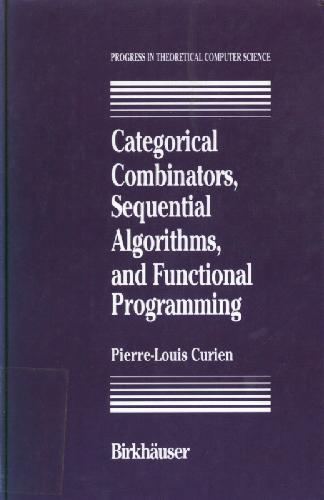 PROGRESS IN THEORETICAL COMPUTER SCIENCE
Categorical
Combinators,
Sequential
Algorithms,
and Functional
Programming
Pierre-Louis Curien
Birkhäuser